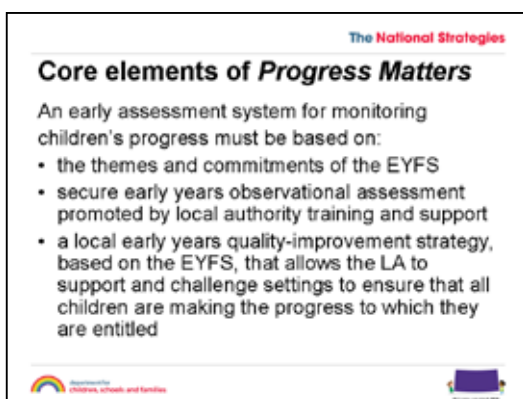 The National Strategies
Core elements of Progress Matters
An early assessment system for monitoring
children's progress must be based on:
• the themes and commitments of the EYFS
• secure early years observational assessment
promoted by local authority training and support
• a local early years quality-improvement strategy,
based on the EYFS, that allows the LA to
support and challenge settings to ensure that all
children are making the progress to which they
are entitled
department for
children, schools and families